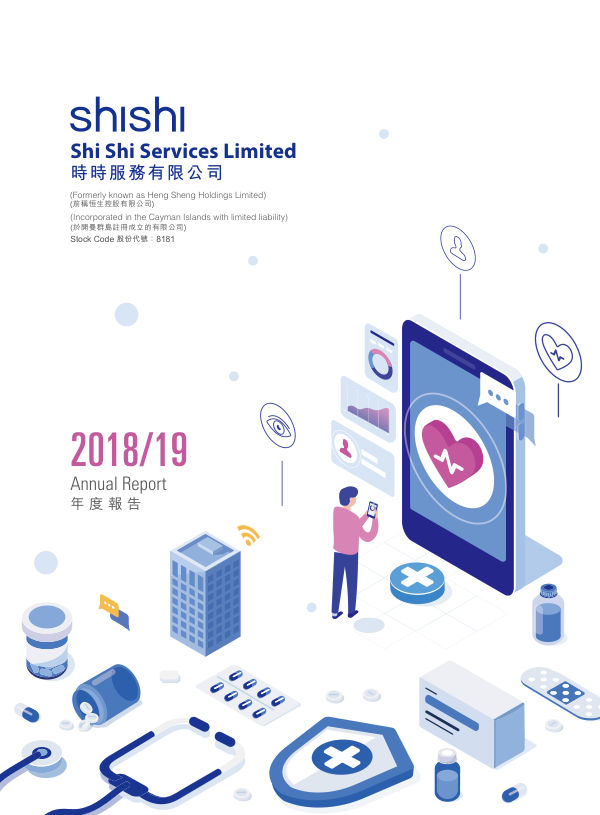 shishi
Shi Shi Services Limited
時時服務有限公司
(Formerly known as Heng Sheng Holdings Limited)
(前稱恒生控股有限公司)
(Incorporated in the Cayman Islands with limited liability)
(於開曼群島註冊成立的有限公司)
Stock Code 股份代號：8181
2018/19
Annual Report
年度報告